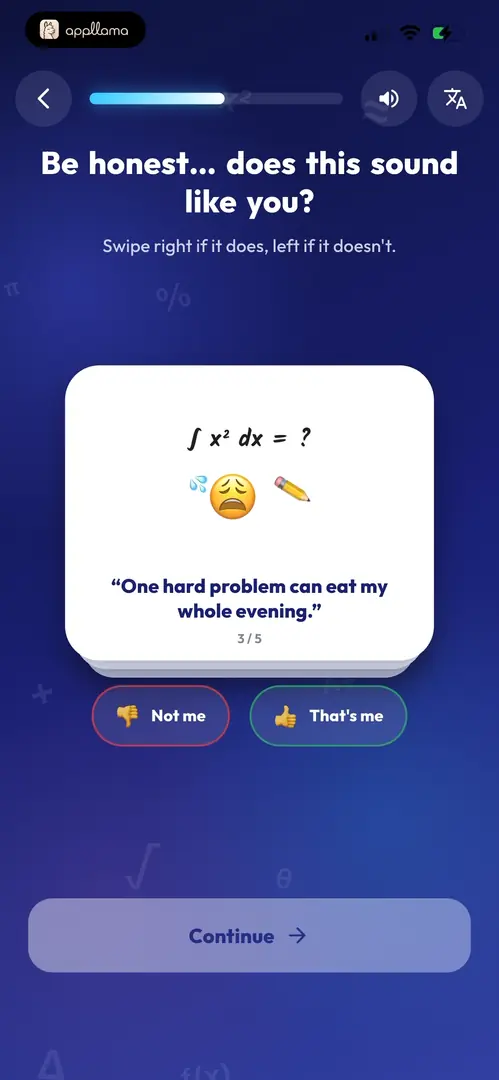 appllama
x²
≈
Be honest... does this sound
like you?
Swipe right if it does, left if it doesn't.
π
%
∫ x² dx = ?
“One hard problem can eat my
whole evening.”
3 / 5
+
Not me
That's me
√
θ
Continue →
Δ
f(x)